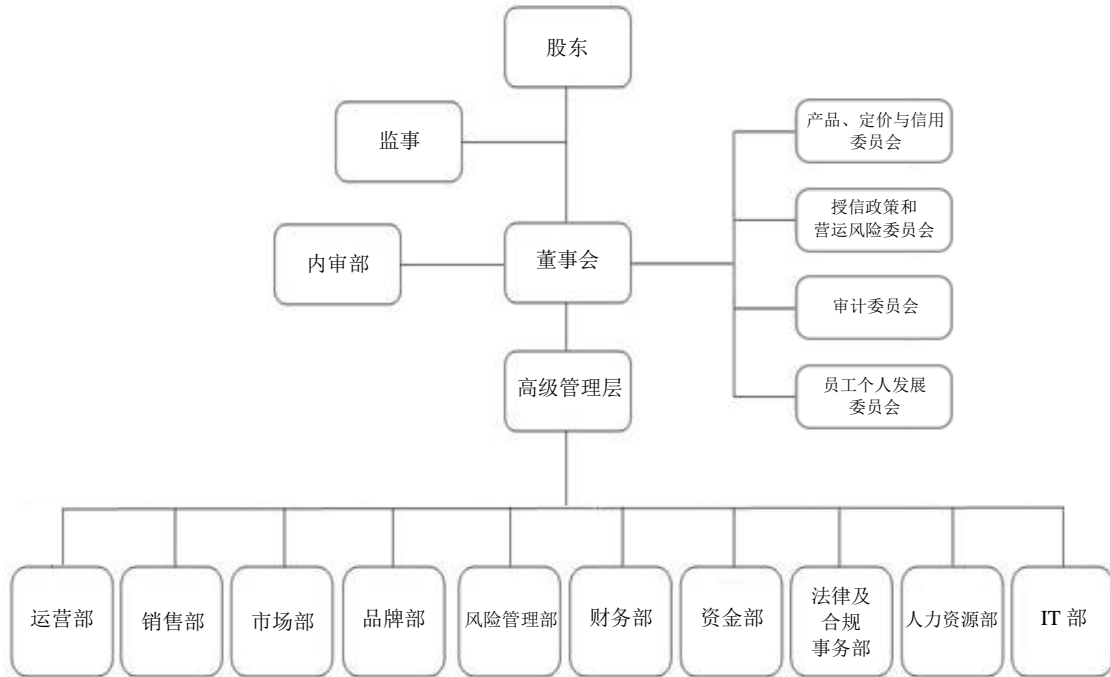 股东
监事
产品、定价与信用
委员会
授信政策和
营运风险委员会
内审部
董事会
审计委员会
高级管理层
员工个人发展
委员会
运营部
销售部
市场部
品牌部
风险管理部
财务部
资金部
法律及
合规
事务部
人力资源部
IT 部